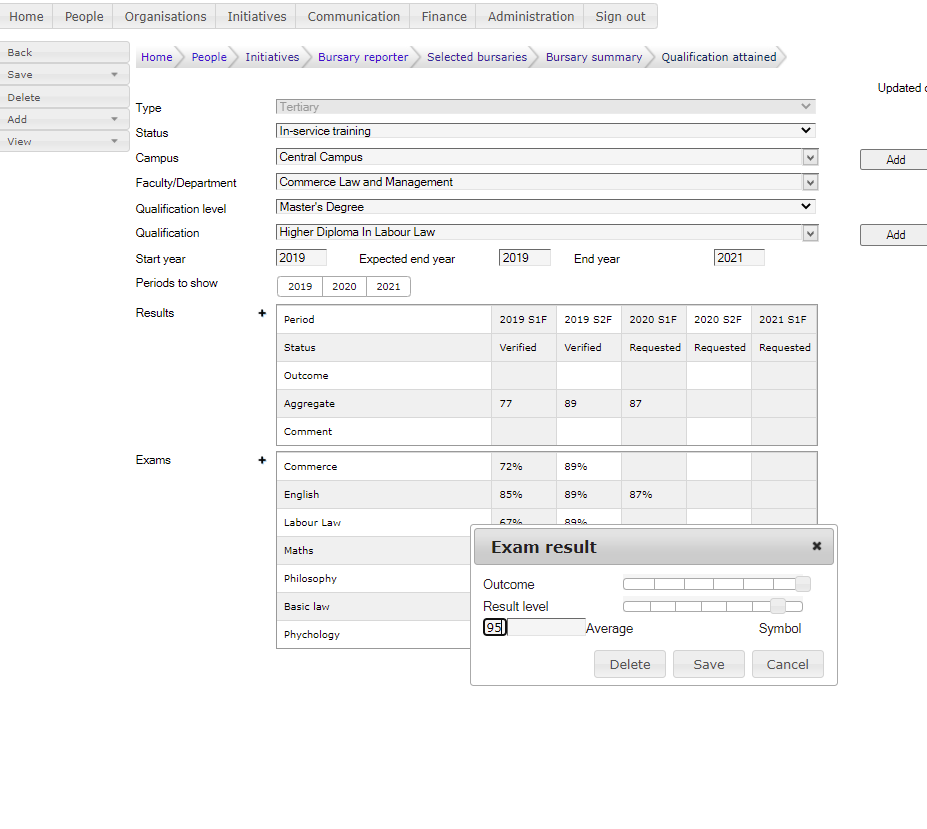 Home People Organisations Initiatives Communication Finance Administration Sign out
Back
Save
Delete
Add
View
Home People Initiatives Bursary reporter Selected bursaries Bursary summary Qualification attained
Updated
Type Tertiary
Status In-service training
Campus Central Campus Add
Faculty/Department Commerce Law and Management
Qualification level Master's Degree
Qualification Higher Diploma In Labour Law Add
Start year 2019 Expected end year 2019 End year 2021
Periods to show 2019 2020 2021
Results + Period 2019 S1F 2019 S2F 2020 S1F 2020 S2F 2021 S1F
Status Verified Verified Requested Requested Requested
Outcome
Aggregate 77 89 87
Comment
Exams + Commerce 72% 89%
English 85% 89% 87%
Labour Law 67% 89%
Maths
Philosophy
Basic law
Phychology
Exam result
Outcome
Result level
95 Average Symbol
Delete Save Cancel